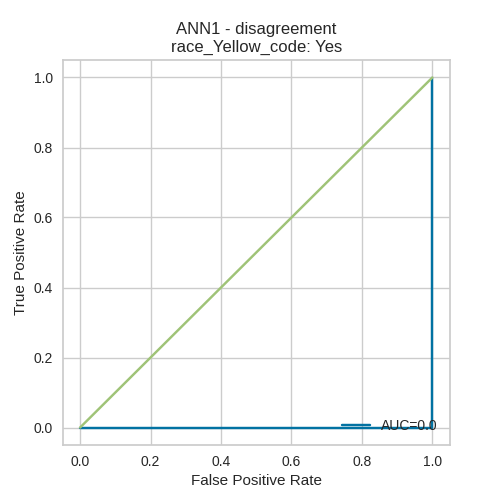 ANN1 - disagreement
race_Yellow_code: Yes
True Positive Rate
1.0
0.8
0.6
0.4
0.2
0.0
AUC=0.0
0.0 0.2 0.4 0.6 0.8 1.0
False Positive Rate